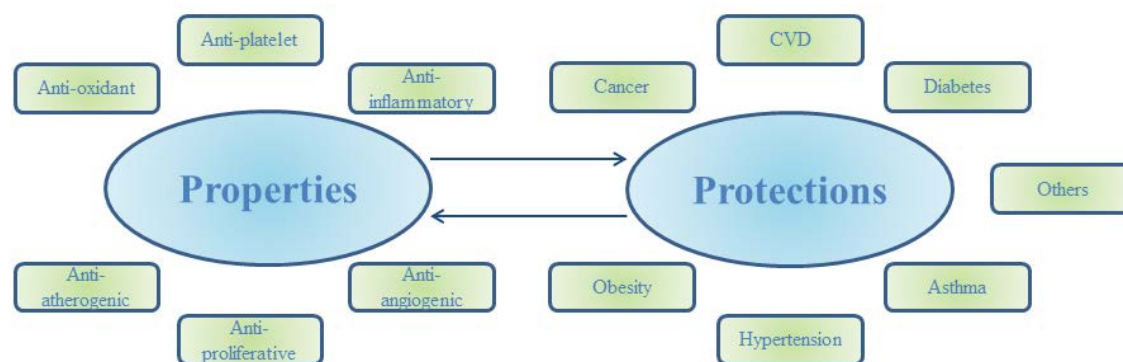 Anti-platelet
CVD
Anti-oxidant
Anti-
inflammatory
Cancer
Diabetes
Properties
Protections
Others
Anti-
atherogenic
Anti-
angiogenic
Obesity
Asthma
Anti-
proliferative
Hypertension